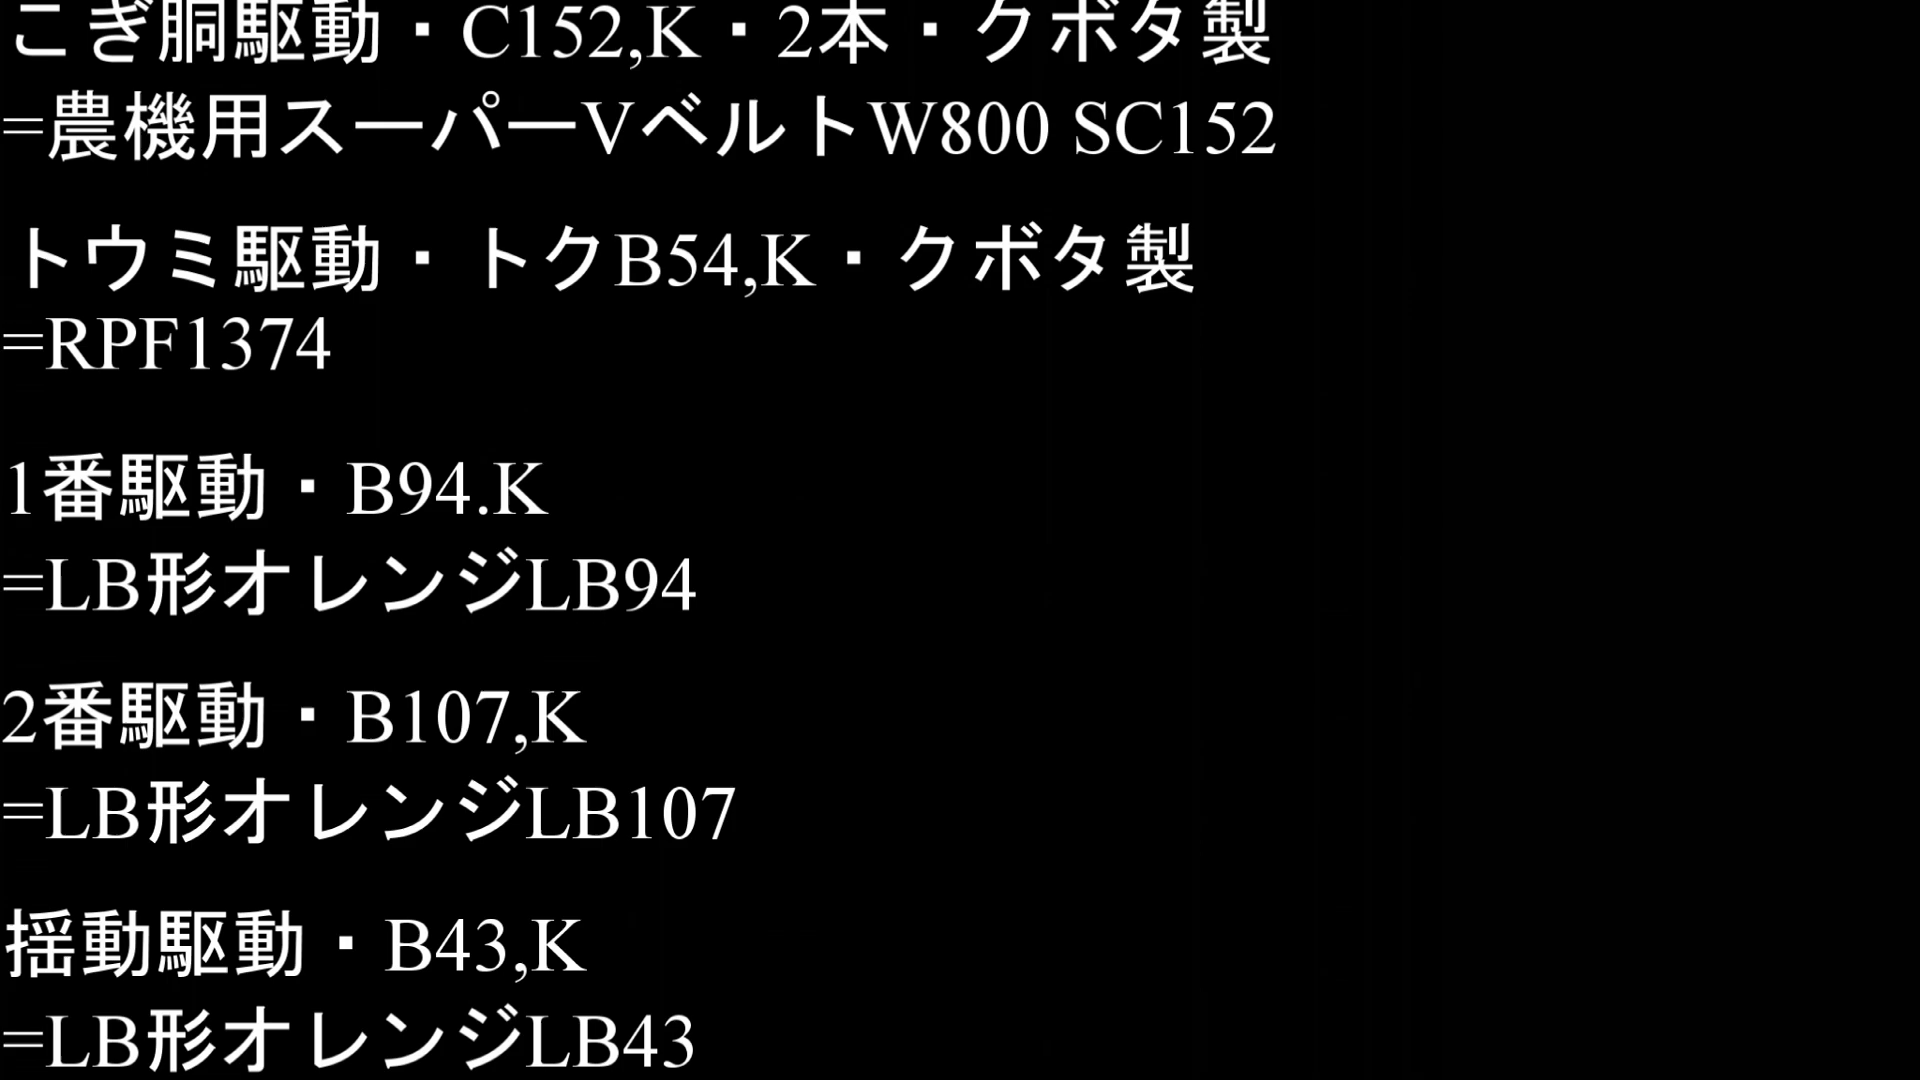 こぎ胴駆動・C152,K・2本・クボタ製
=農機用スーパーVベルトW800 SC152
トウミ駆動・トクB54,K・クボタ製
=RPF1374
1番駆動・B94.K
=LB形オレンジLB94
2番駆動・B107,K
=LB形オレンジLB107
揺動駆動・B43,K
=LB形オレンジLB43